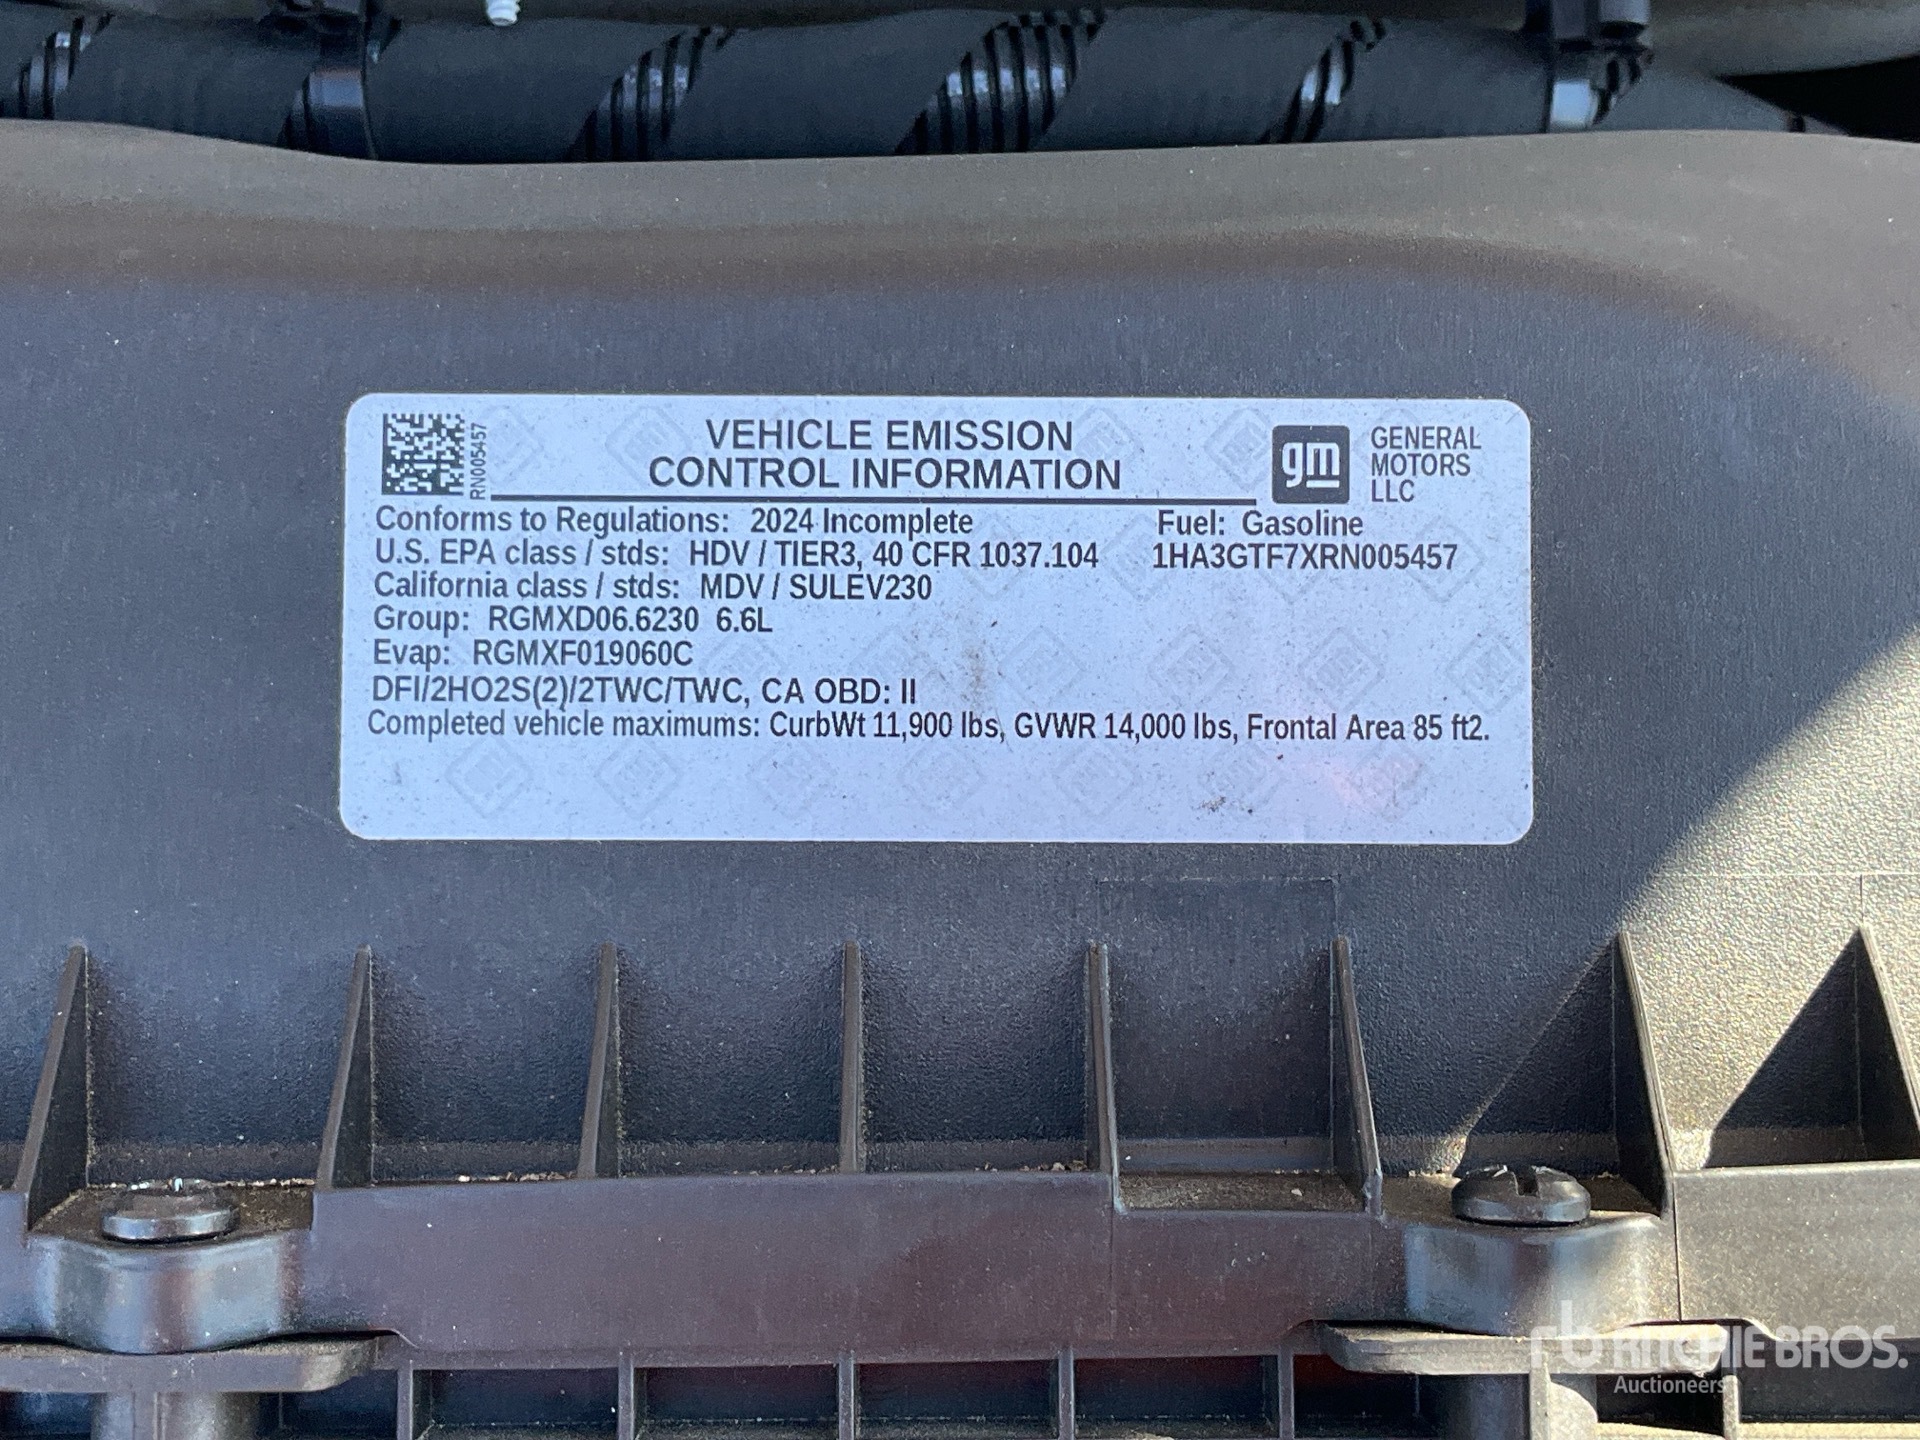 RN005457
VEHICLE EMISSION
CONTROL INFORMATION
gm
GENERAL
MOTORS
LLC
Conforms to Regulations: 2024 Incomplete
Fuel: Gasoline
U.S. EPA class / stds: HDV / TIER3, 40 CFR 1037.104
1HA3GTF7XRN005457
California class / stds: MDV / SULEV230
Group: RGMXD06.6230 6.6L
Evap: RGMXF019060C
DFI/2HO2S(2)/2TWC/TWC, CA OBD: II
Completed vehicle maximums: CurbWt 11,900 lbs, GVWR 14,000 lbs, Frontal Area 85 ft2.
rb RITCHIE BROS.
Auctioneers